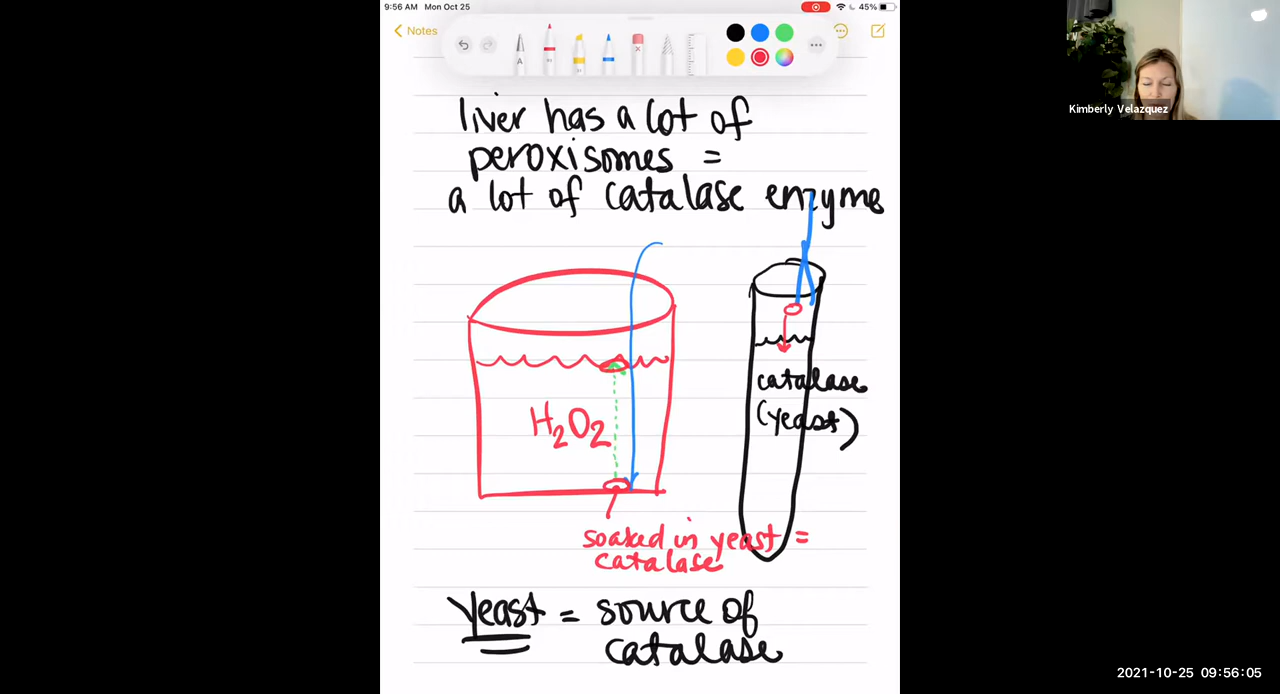 9:56 AM Mon Oct 25
45%
Notes
A
Kimberly Velazquez
liver has a lot of
peroxisomes =
a lot of catalase enzyme
H2O2
catalase
(yeast)
soaked in yeast =
catalase
yeast = source of
catalase
2021-10-25 09:56:05